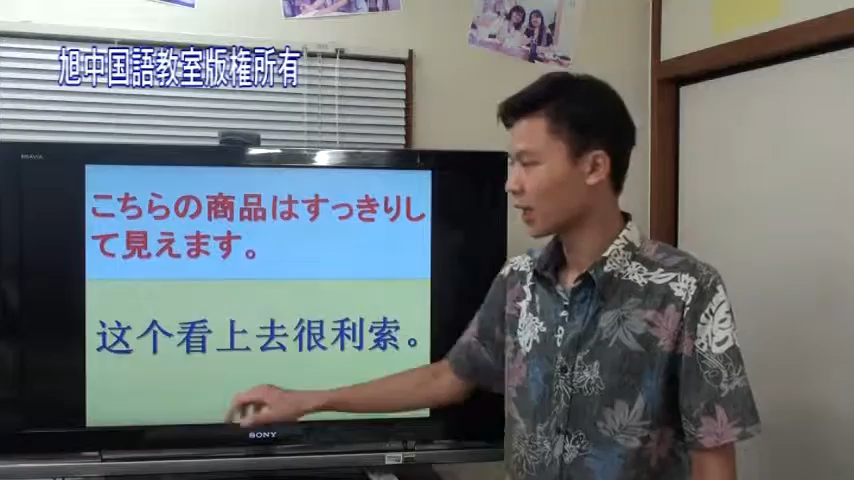 旭中国語教室版権所有
BRAVIA
こちらの商品はすっきりし
て見えます。
这个看上去很利索。
SONY